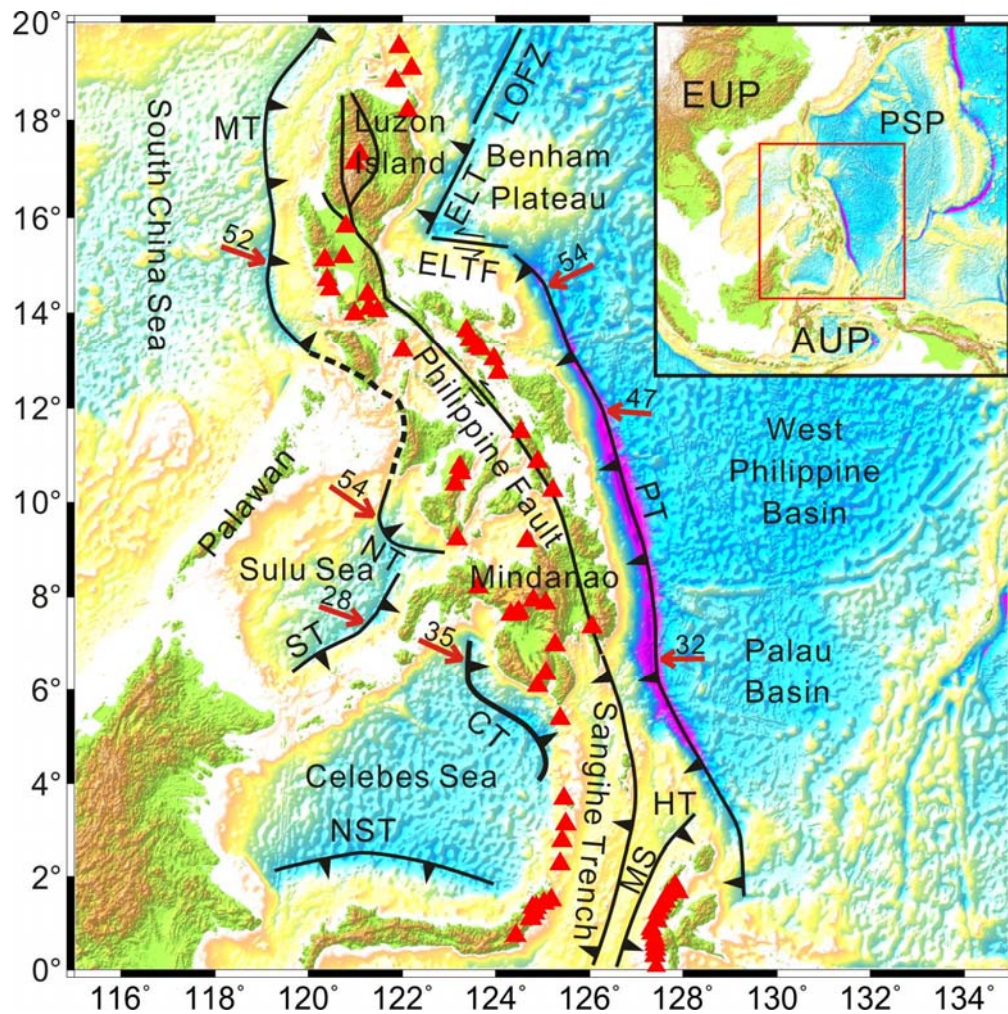 20°
18°
16°
14°
12°
10°
8°
6°
4°
2°
0°
116°
118°
120°
122°
124°
126°
128°
130°
132°
134°
EUP
PSP
AUP
South China Sea
MT
Luzon
Island
LOFZ
ELT
Benham
Plateau
ELTF
52
54
Philippine Fault
47
PT
West
Philippine
Basin
Palawan
54
NT
Sulu Sea
28
ST
Mindanao
35
CT
32
Palau
Basin
Celebes Sea
NST
Sangihe Trench
HT
MS